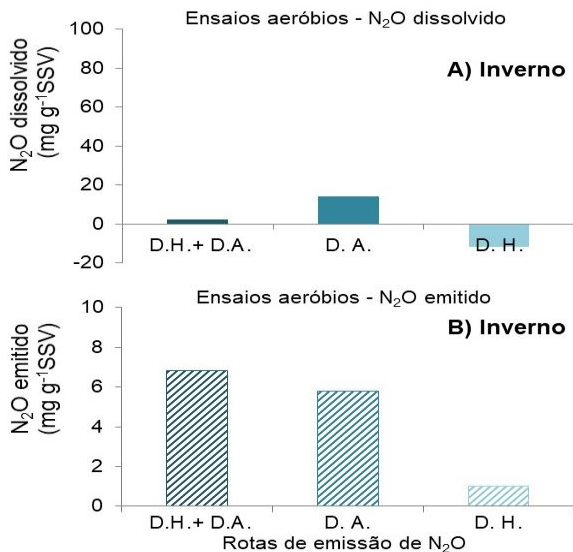 Ensaios aeróbios - N₂O dissolvido
A) Inverno
N₂O dissolvido
(mg g⁻¹SSV)
100
80
60
40
20
0
-20
D.H.+ D.A.
D. A.
D. H.
Ensaios aeróbios - N₂O emitido
B) Inverno
N₂O emitido
(mg g⁻¹SSV)
10
8
6
4
2
0
D.H.+ D.A.
D. A.
D. H.
Rotas de emissão de N₂O